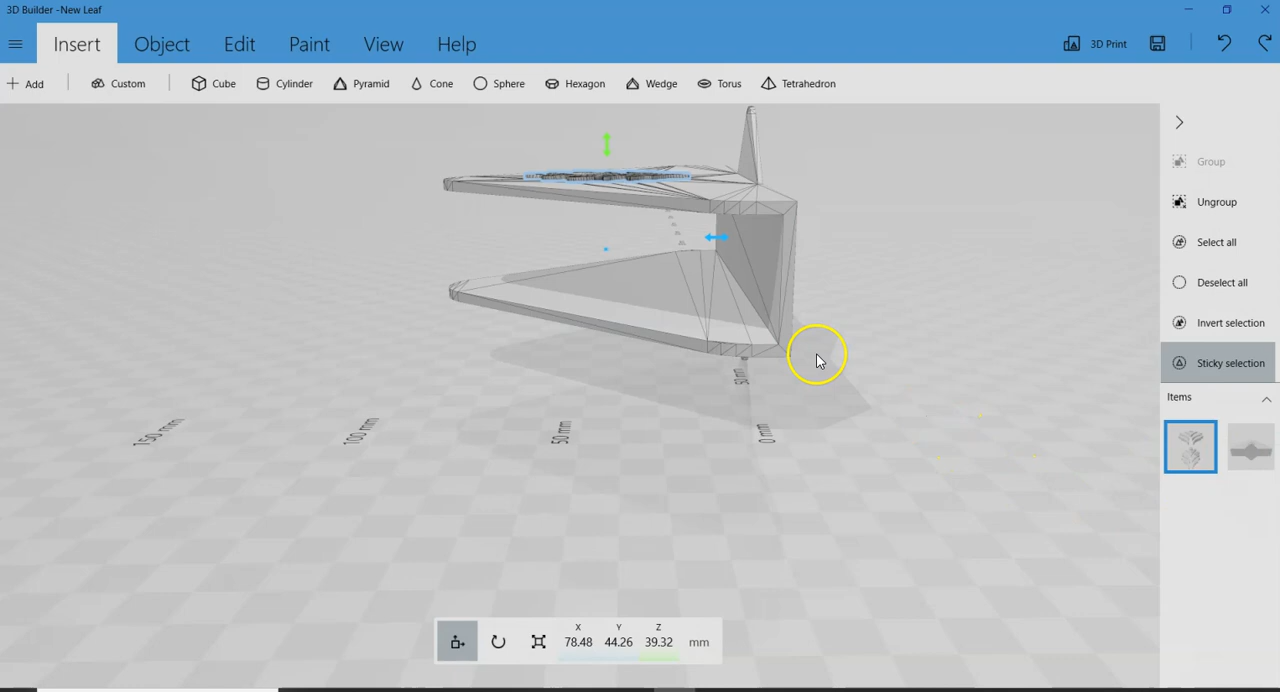 3D Builder -New Leaf
Insert Object Edit Paint View Help
3D Print
Add Custom Cube Cylinder Pyramid Cone Sphere Hexagon Wedge Torus Tetrahedron
Group
Ungroup
Select all
Deselect all
Invert selection
Sticky selection
Items
150 mm 100 mm 50 mm 0 mm
X Y Z
78.48 44.26 39.32 mm